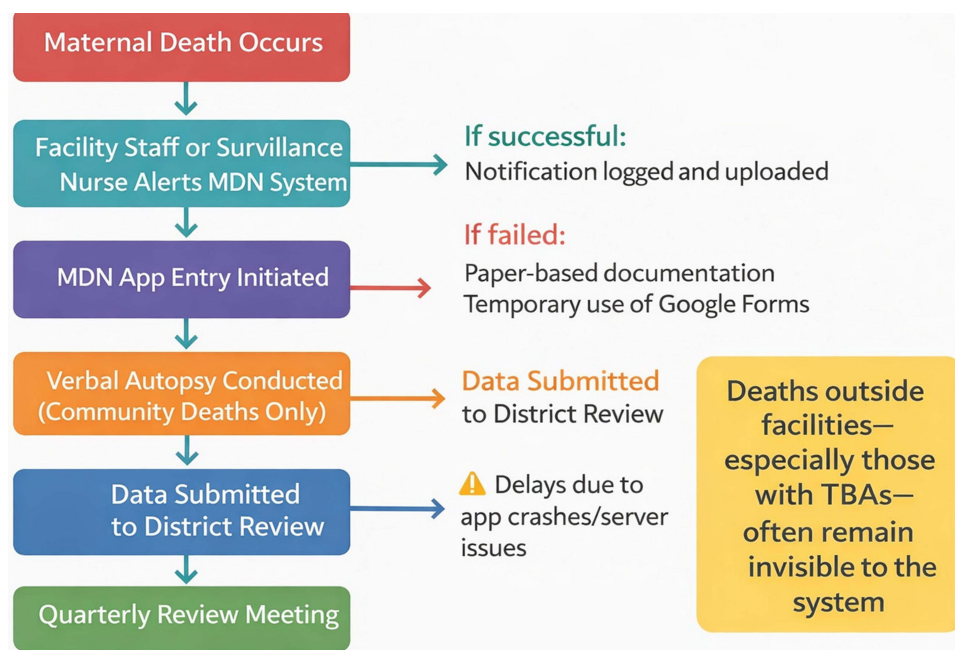 Maternal Death Occurs
Facility Staff or Survillance
Nurse Alerts MDN System
If successful:
Notification logged and uploaded
MDN App Entry Initiated
If failed:
Paper-based documentation
Temporary use of Google Forms
Verbal Autopsy Conducted
(Community Deaths Only)
Data Submitted
to District Review
Data Submitted
to District Review
⚠ Delays due to
app crashes/server
issues
Quarterly Review Meeting
Deaths outside
facilities—
especially those
with TBAs—
often remain
invisible to the
system